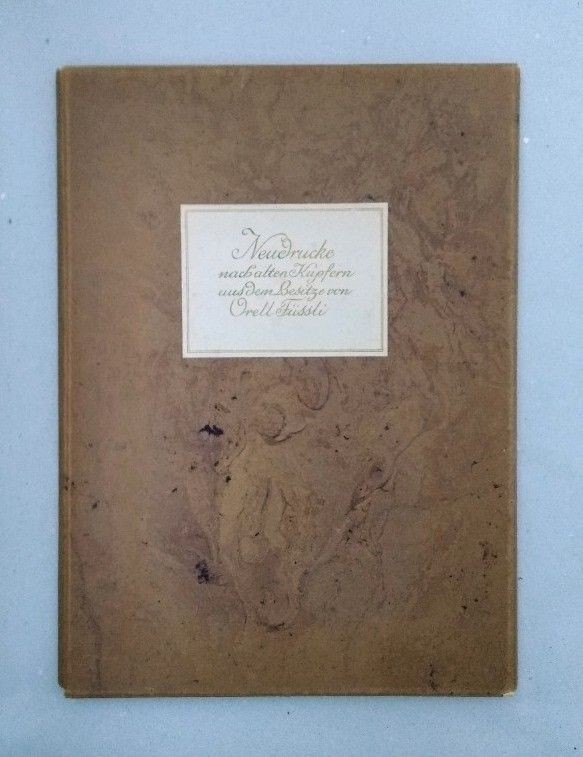 Neudrucke
nach alten Kupfern
aus dem Besitze von
Orell Füssli